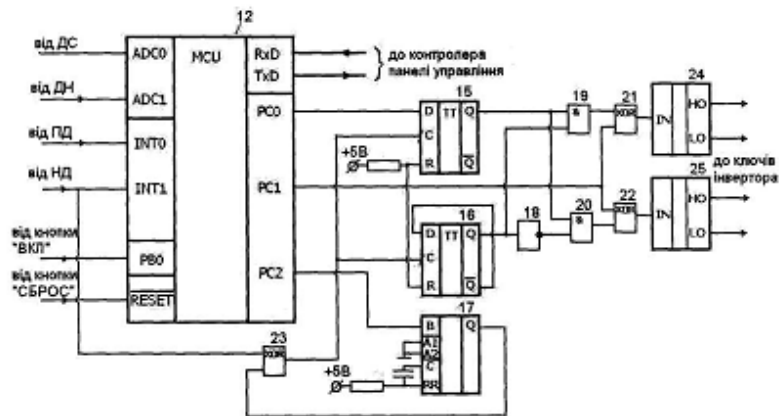 12
від ДС
ADC0
MCU
RxD
TxD
до контролера
панелі управління
від ДН
ADC1
від ПД
INT0
PC0
від НД
INT1
PC1
від кнопки
"ВКЛ"
PB0
PC2
від кнопки
"СБРОС"
RESET
15
D
TT
Q
C
R
Q
+5В
16
D
TT
Q
C
R
Q
17
B
Q
A1
A2
C
RR
+5В
18
19
&
20
&
21
XOR
22
XOR
23
XOR
24
IN
HO
LO
25
IN
HO
LO
до ключів
інвертора